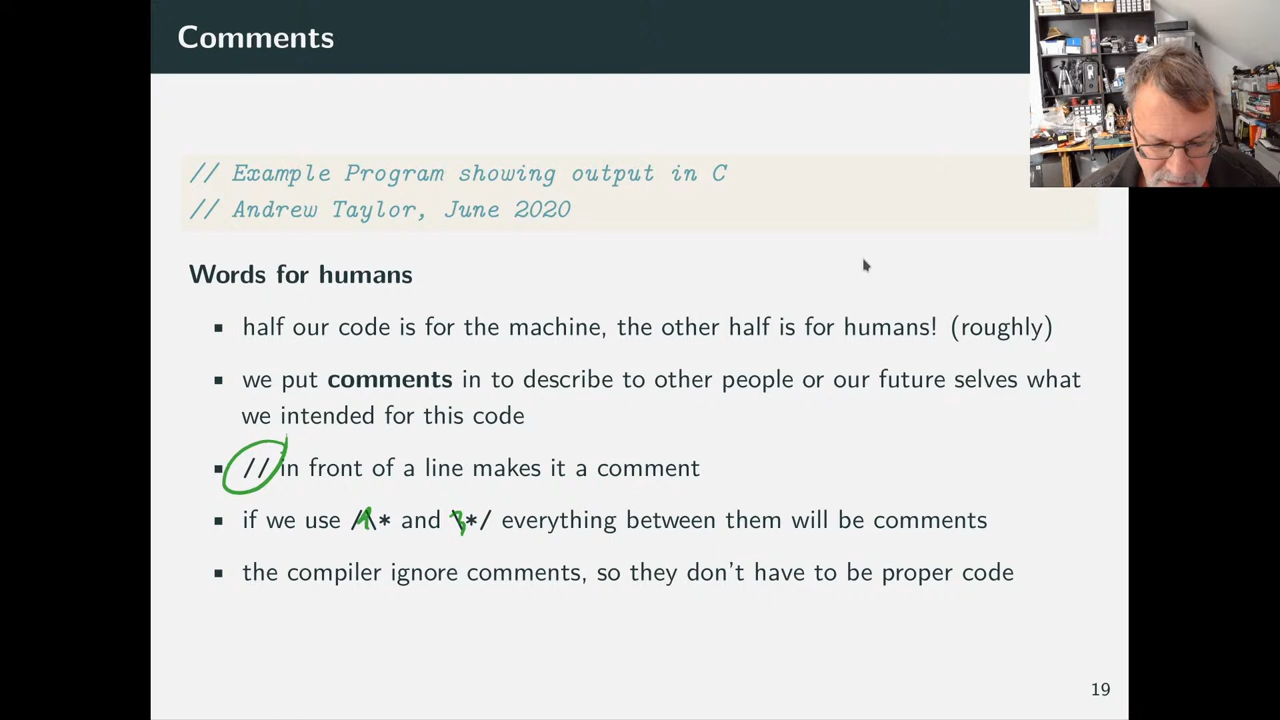 Comments
// Example Program showing output in C
// Andrew Taylor, June 2020
Words for humans
▪ half our code is for the machine, the other half is for humans! (roughly)
▪ we put comments in to describe to other people or our future selves what
we intended for this code
▪ // in front of a line makes it a comment
▪ if we use /\* and \*/ everything between them will be comments
▪ the compiler ignore comments, so they don't have to be proper code
19